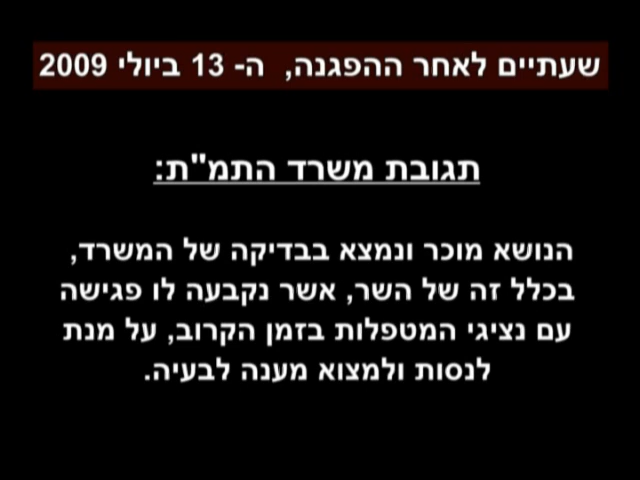 שעתיים לאחר ההפגנה, ה- 13 ביולי 2009
תגובת משרד התמ"ת:
הנושא מוכר ונמצא בבדיקה של המשרד,
בכלל זה של השר, אשר נקבעה לו פגישה
עם נציגי המטפלות בזמן הקרוב, על מנת
לנסות ולמצוא מענה לבעיה.